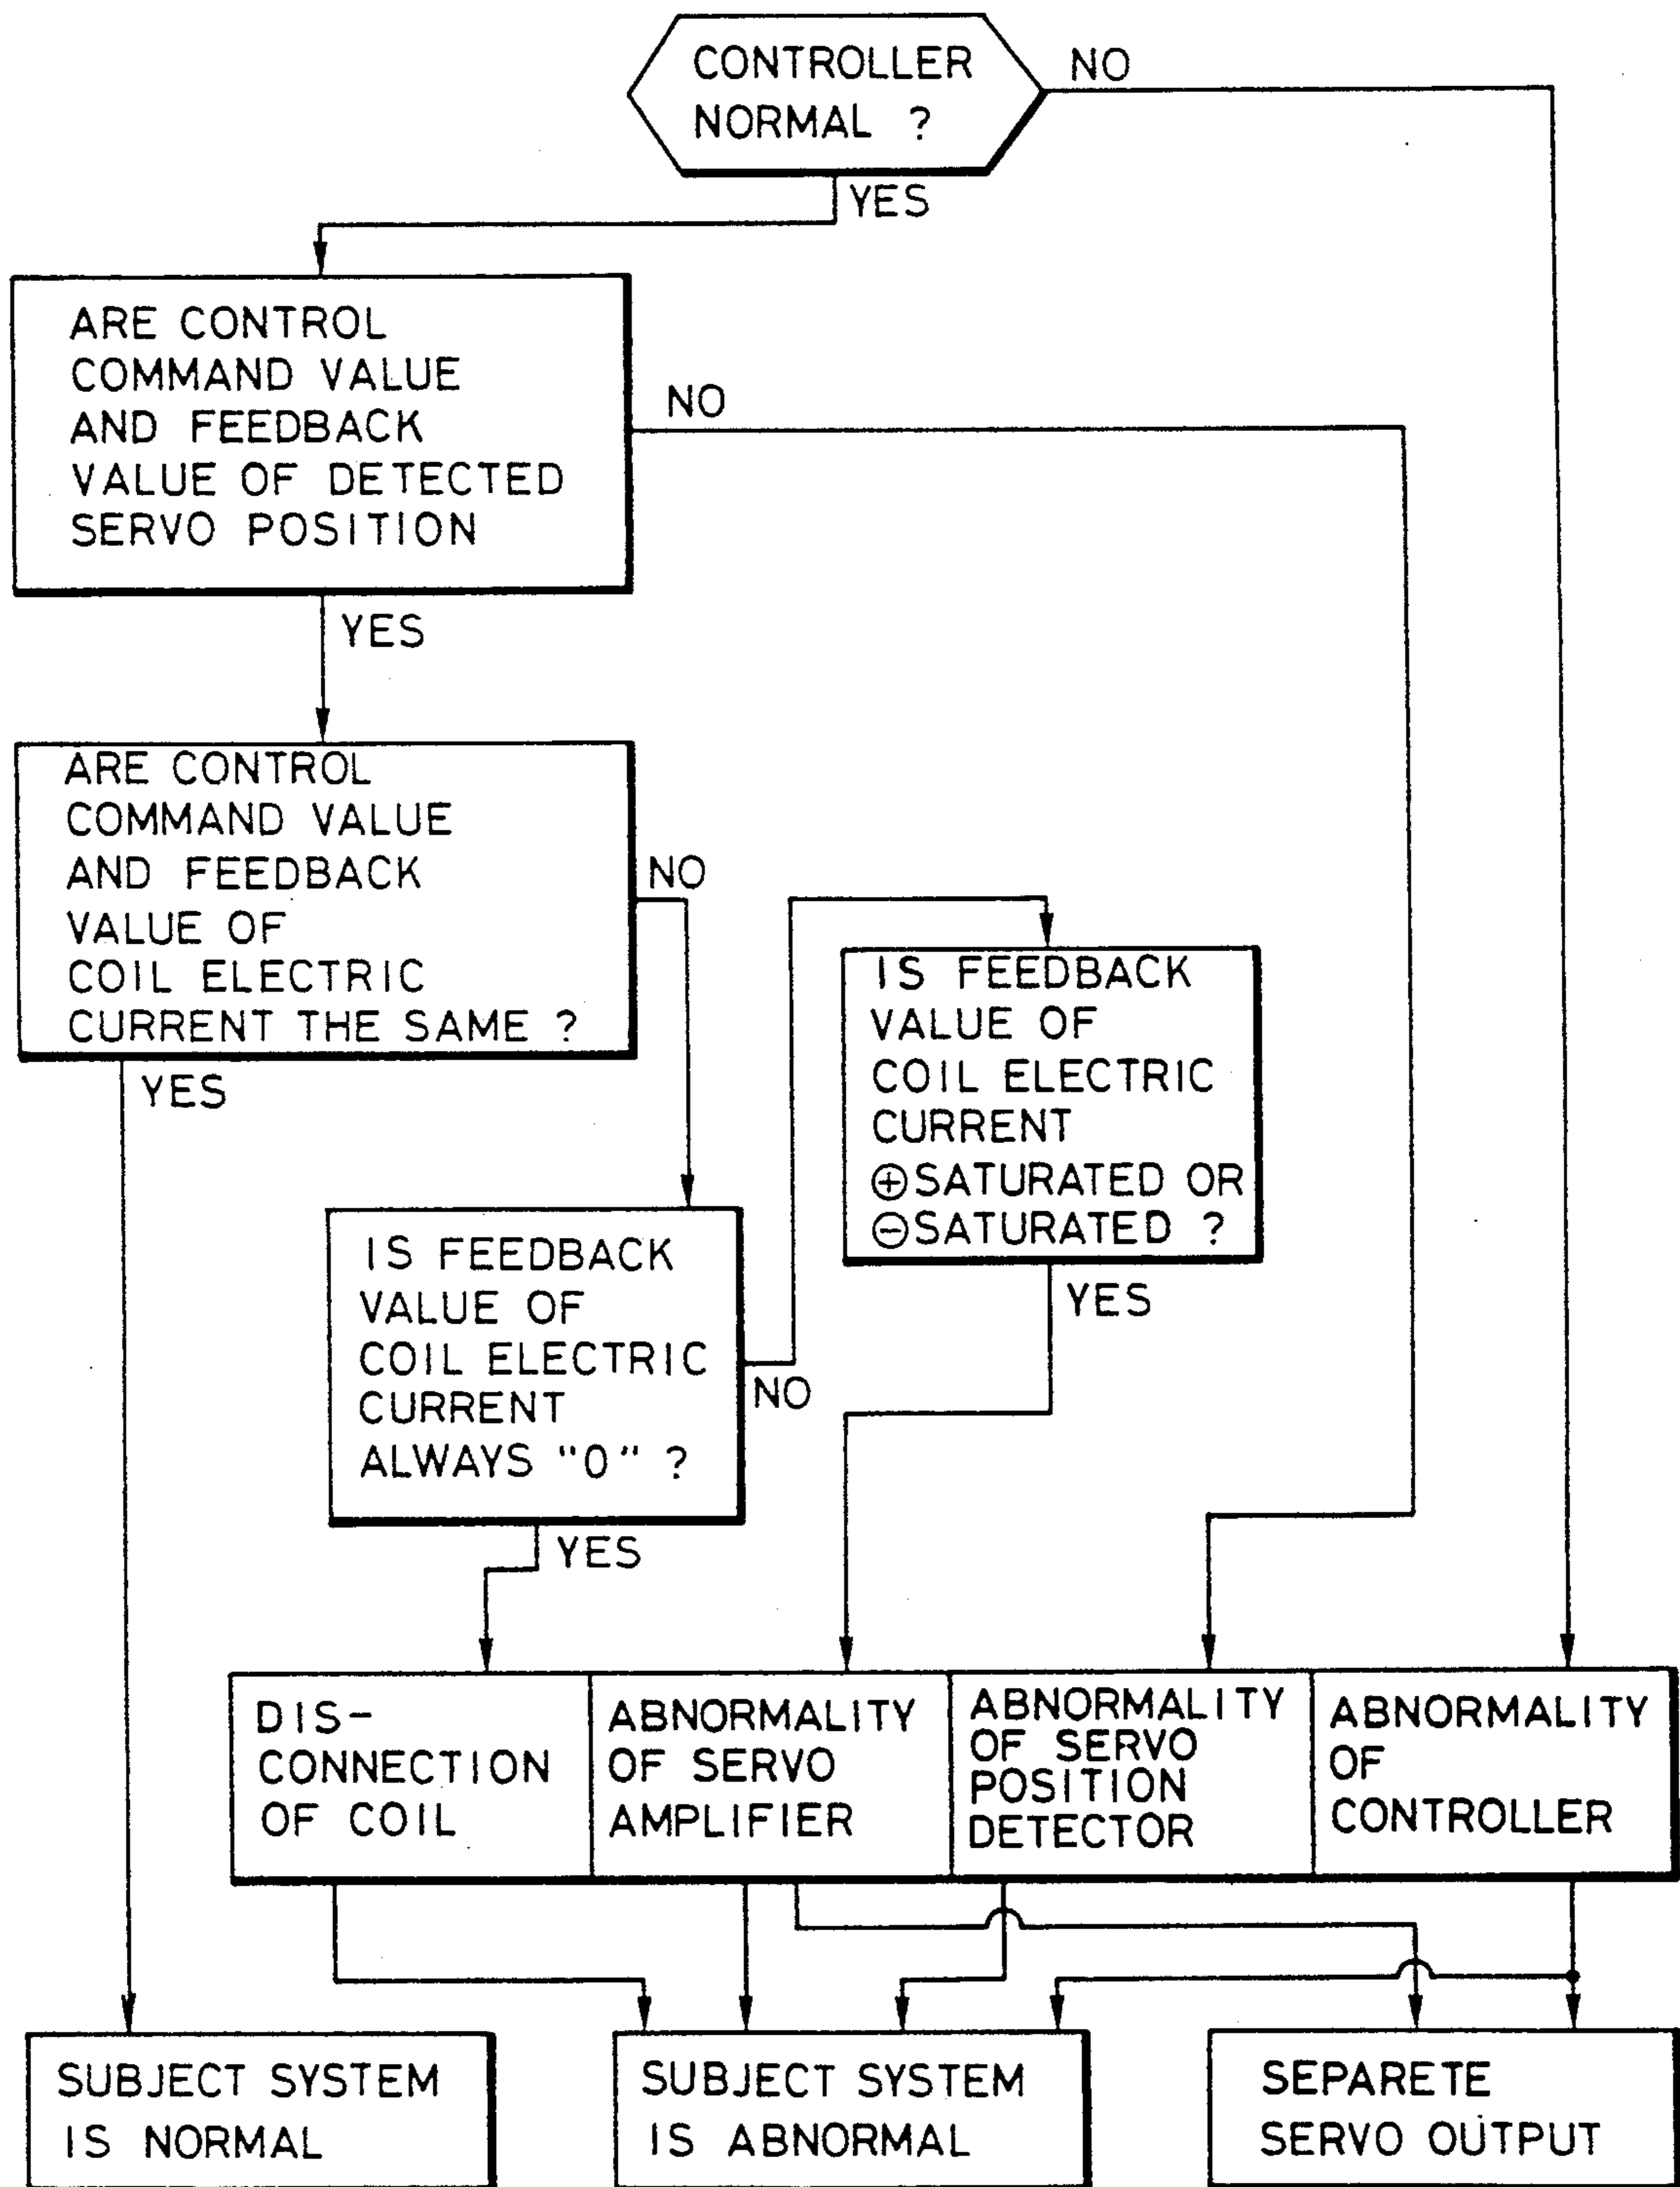 CONTROLLER
NORMAL ?
NO
YES
ARE CONTROL
COMMAND VALUE
AND FEEDBACK
VALUE OF DETECTED
SERVO POSITION
NO
YES
ARE CONTROL
COMMAND VALUE
AND FEEDBACK
VALUE OF
COIL ELECTRIC
CURRENT THE SAME ?
NO
YES
IS FEEDBACK
VALUE OF
COIL ELECTRIC
CURRENT
⊕SATURATED OR
⊖SATURATED ?
YES
IS FEEDBACK
VALUE OF
COIL ELECTRIC
CURRENT
ALWAYS "0" ?
NO
YES
DIS-
CONNECTION
OF COIL
ABNORMALITY
OF SERVO
AMPLIFIER
ABNORMALITY
OF SERVO
POSITION
DETECTOR
ABNORMALITY
OF
CONTROLLER
SUBJECT SYSTEM
IS NORMAL
SUBJECT SYSTEM
IS ABNORMAL
SEPARETE
SERVO OUTPUT